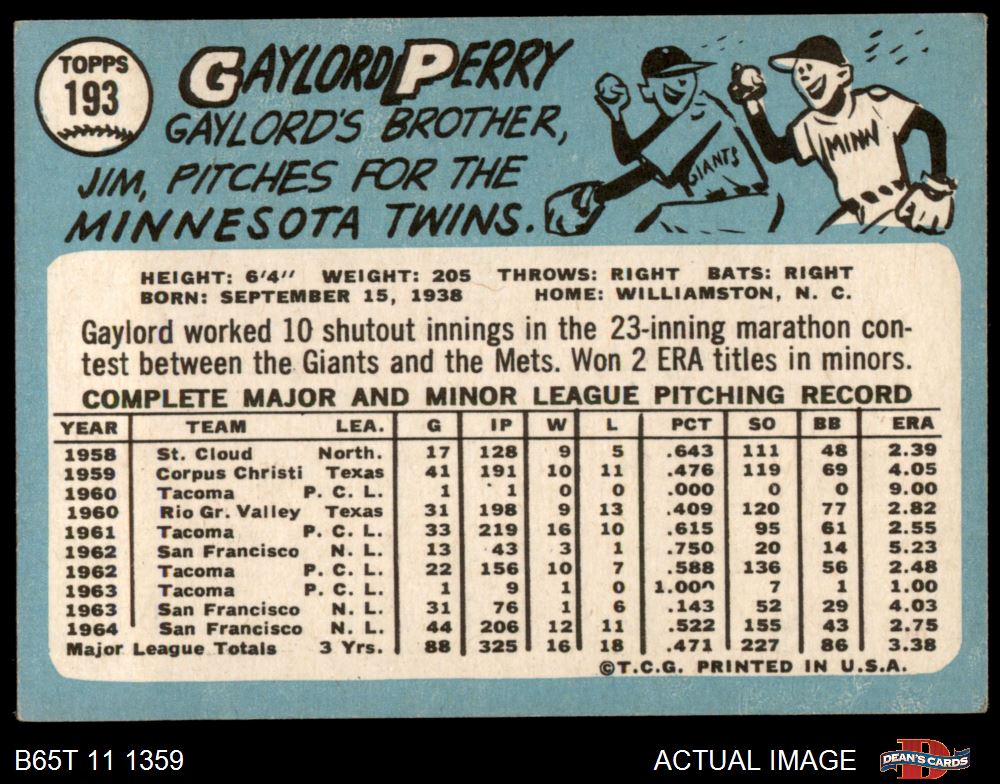 TOPPS
193
GAYLORD PERRY
GAYLORD'S BROTHER,
JIM, PITCHES FOR THE
MINNESOTA TWINS.
GIANTS
MINN
HEIGHT: 6'4" WEIGHT: 205 THROWS: RIGHT BATS: RIGHT
BORN: SEPTEMBER 15, 1938 HOME: WILLIAMSTON, N. C.
Gaylord worked 10 shutout innings in the 23-inning marathon con-
test between the Giants and the Mets. Won 2 ERA titles in minors.
COMPLETE MAJOR AND MINOR LEAGUE PITCHING RECORD
YEAR TEAM LEA. G IP W L PCT SO BB ERA
1958 St. Cloud North. 17 128 9 5 .643 111 48 2.39
1959 Corpus Christi Texas 41 191 10 11 .476 119 69 4.05
1960 Tacoma P. C. L. 1 1 0 0 .000 0 0 9.00
1960 Rio Gr. Valley Texas 31 198 9 13 .409 120 77 2.82
1961 Tacoma P. C. L. 33 219 16 10 .615 95 61 2.55
1962 San Francisco N. L. 13 43 3 1 .750 20 14 5.23
1962 Tacoma P. C. L. 22 156 10 7 .588 136 56 2.48
1963 Tacoma P. C. L. 1 9 1 0 1.000 7 1 1.00
1963 San Francisco N. L. 31 76 1 6 .143 52 29 4.03
1964 San Francisco N. L. 44 206 12 11 .522 155 43 2.75
Major League Totals 3 Yrs. 88 325 16 18 .471 227 86 3.38
©T.C.G. PRINTED IN U.S.A.
B65T 11 1359 ACTUAL IMAGE DEAN'S CARDS